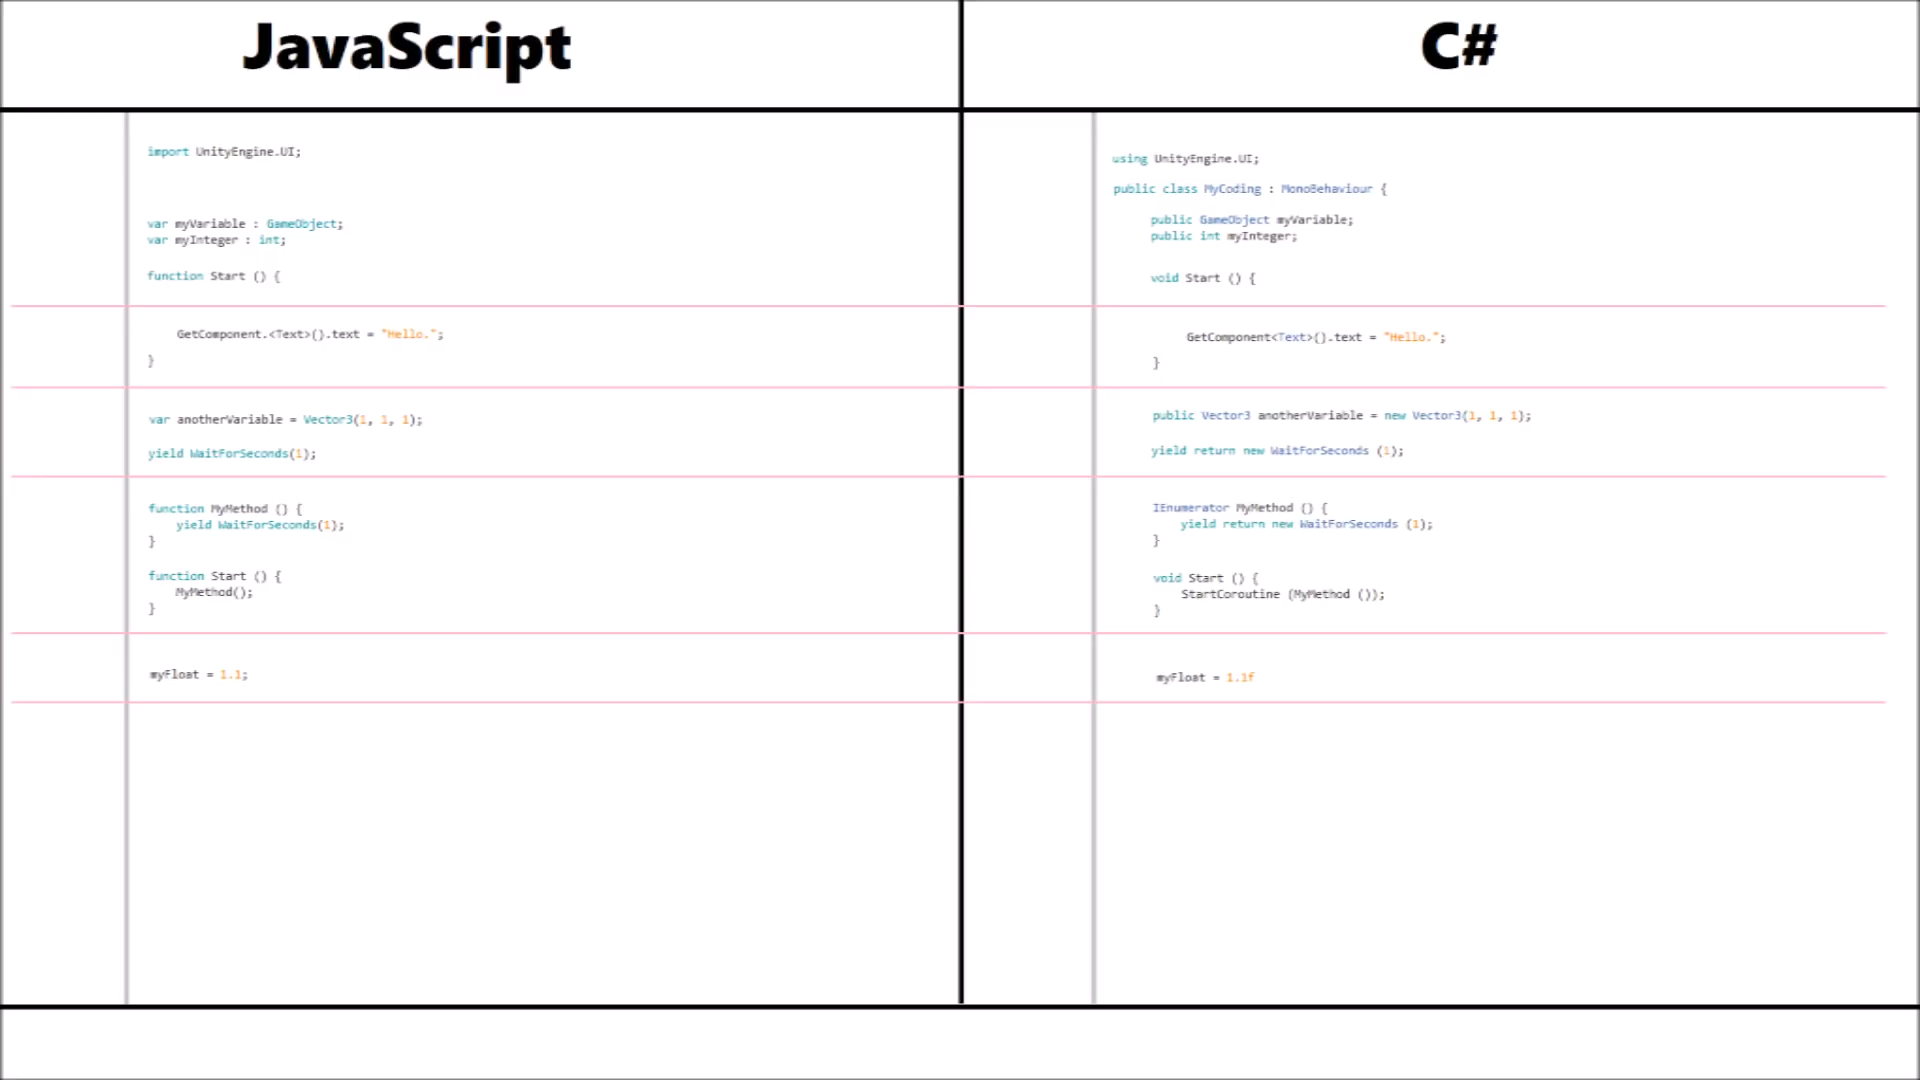 JavaScript
import UnityEngine.UI;
var myVariable : GameObject;
var myInteger : int;
function Start () {
GetComponent.<Text>().text = "Hello.";
}
var anotherVariable = Vector3(1, 1, 1);
yield WaitForSeconds(1);
function MyMethod () {
yield WaitForSeconds(1);
}
function Start () {
MyMethod();
}
myFloat = 1.1;
C#
using UnityEngine.UI;
public class MyCoding : MonoBehaviour {
public GameObject myVariable;
public int myInteger;
void Start () {
GetComponent<Text>().text = "Hello.";
}
public Vector3 anotherVariable = new Vector3(1, 1, 1);
yield return new WaitForSeconds (1);
IEnumerator MyMethod () {
yield return new WaitForSeconds (1);
}
void Start () {
StartCoroutine (MyMethod ());
}
myFloat = 1.1f